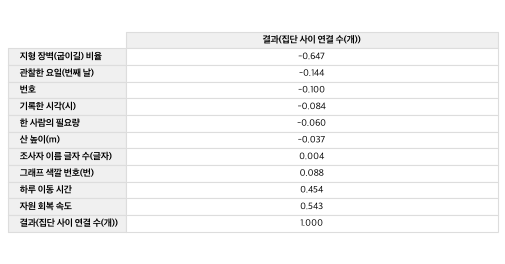 결과(집단 사이 연결 수(개))
지형 장벽(굽이길) 비율 -0.647
관찰한 요일(번째 날) -0.144
번호 -0.100
기록한 시각(시) -0.084
한 사람의 필요량 -0.060
산 높이(m) -0.037
조사자 이름 글자 수(글자) 0.004
그래프 색깔 번호(번) 0.088
하루 이동 시간 0.454
자원 회복 속도 0.543
결과(집단 사이 연결 수(개)) 1.000